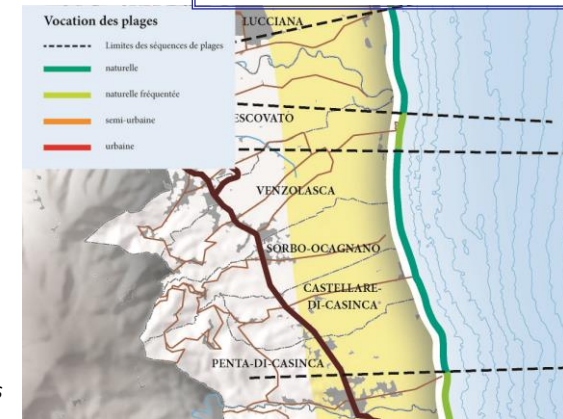 Vocation des plages
Limites des séquences de plages
naturelle
naturelle fréquentée
semi-urbaine
urbaine
LUCCIANA
ESCOVATO
VENZOLASCA
SORBO-OCAGNANO
CASTELLARE-
DI-CASINCA
PENTA-DI-CASINCA
s